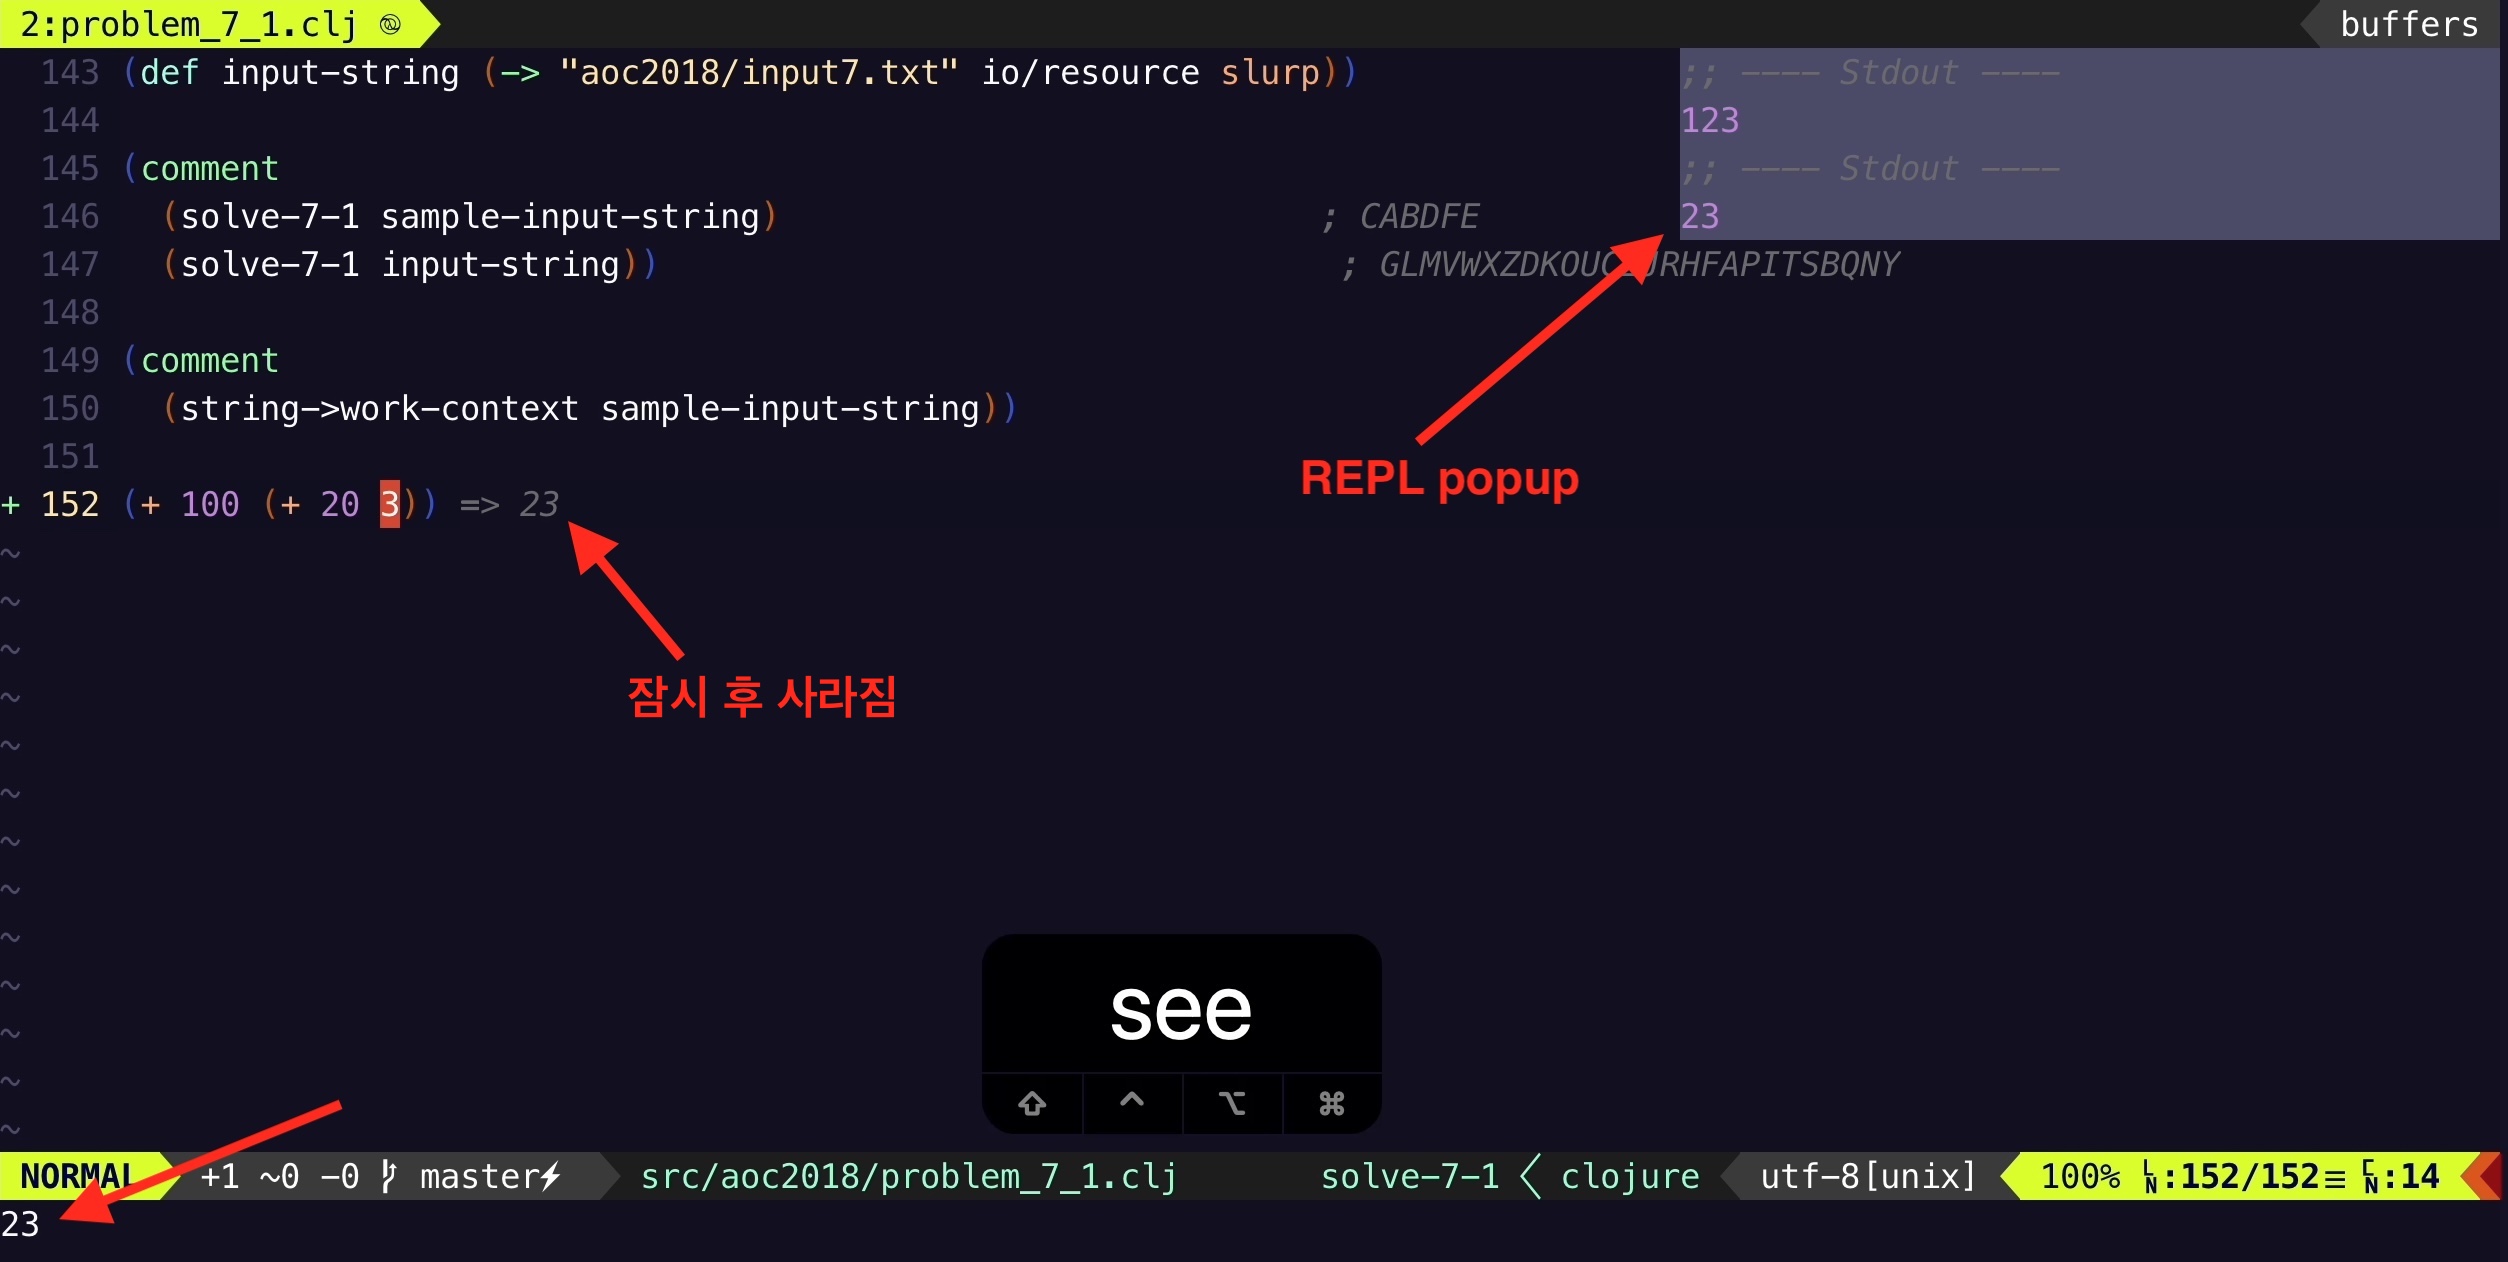 2:problem_7_1.clj
buffers
143 (def input-string (-> "aoc2018/input7.txt" io/resource slurp))
;; ---- Stdout ----
144
123
145 (comment
;; ---- Stdout ----
146 (solve-7-1 sample-input-string) ; CABDFE
23
147 (solve-7-1 input-string)) ; GLMVWXZDKOUC JRHFAPITSBQNY
148
149 (comment
150 (string->work-context sample-input-string))
151
REPL popup
+ 152 (+ 100 (+ 20 3)) => 23
~
~
~
잠시 후 사라짐
~
~
~
~
~
~
~
see
~
~
⇧ ^ ⌥ ⌘
~
NORMAL +1 ~0 -0 master⚡ src/aoc2018/problem_7_1.clj solve-7-1 clojure utf-8[unix] 100% LN:152/152≡ CN:14
23